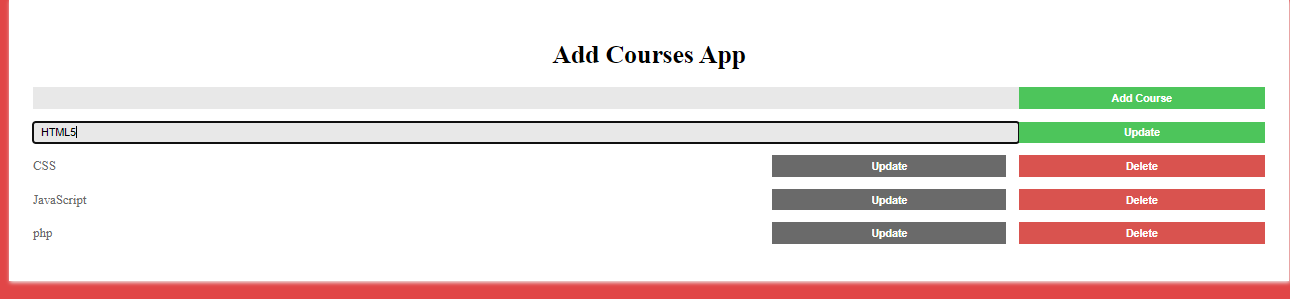 Add Courses App
Add Course
HTML5 Update
CSS Update Delete
JavaScript Update Delete
php Update Delete